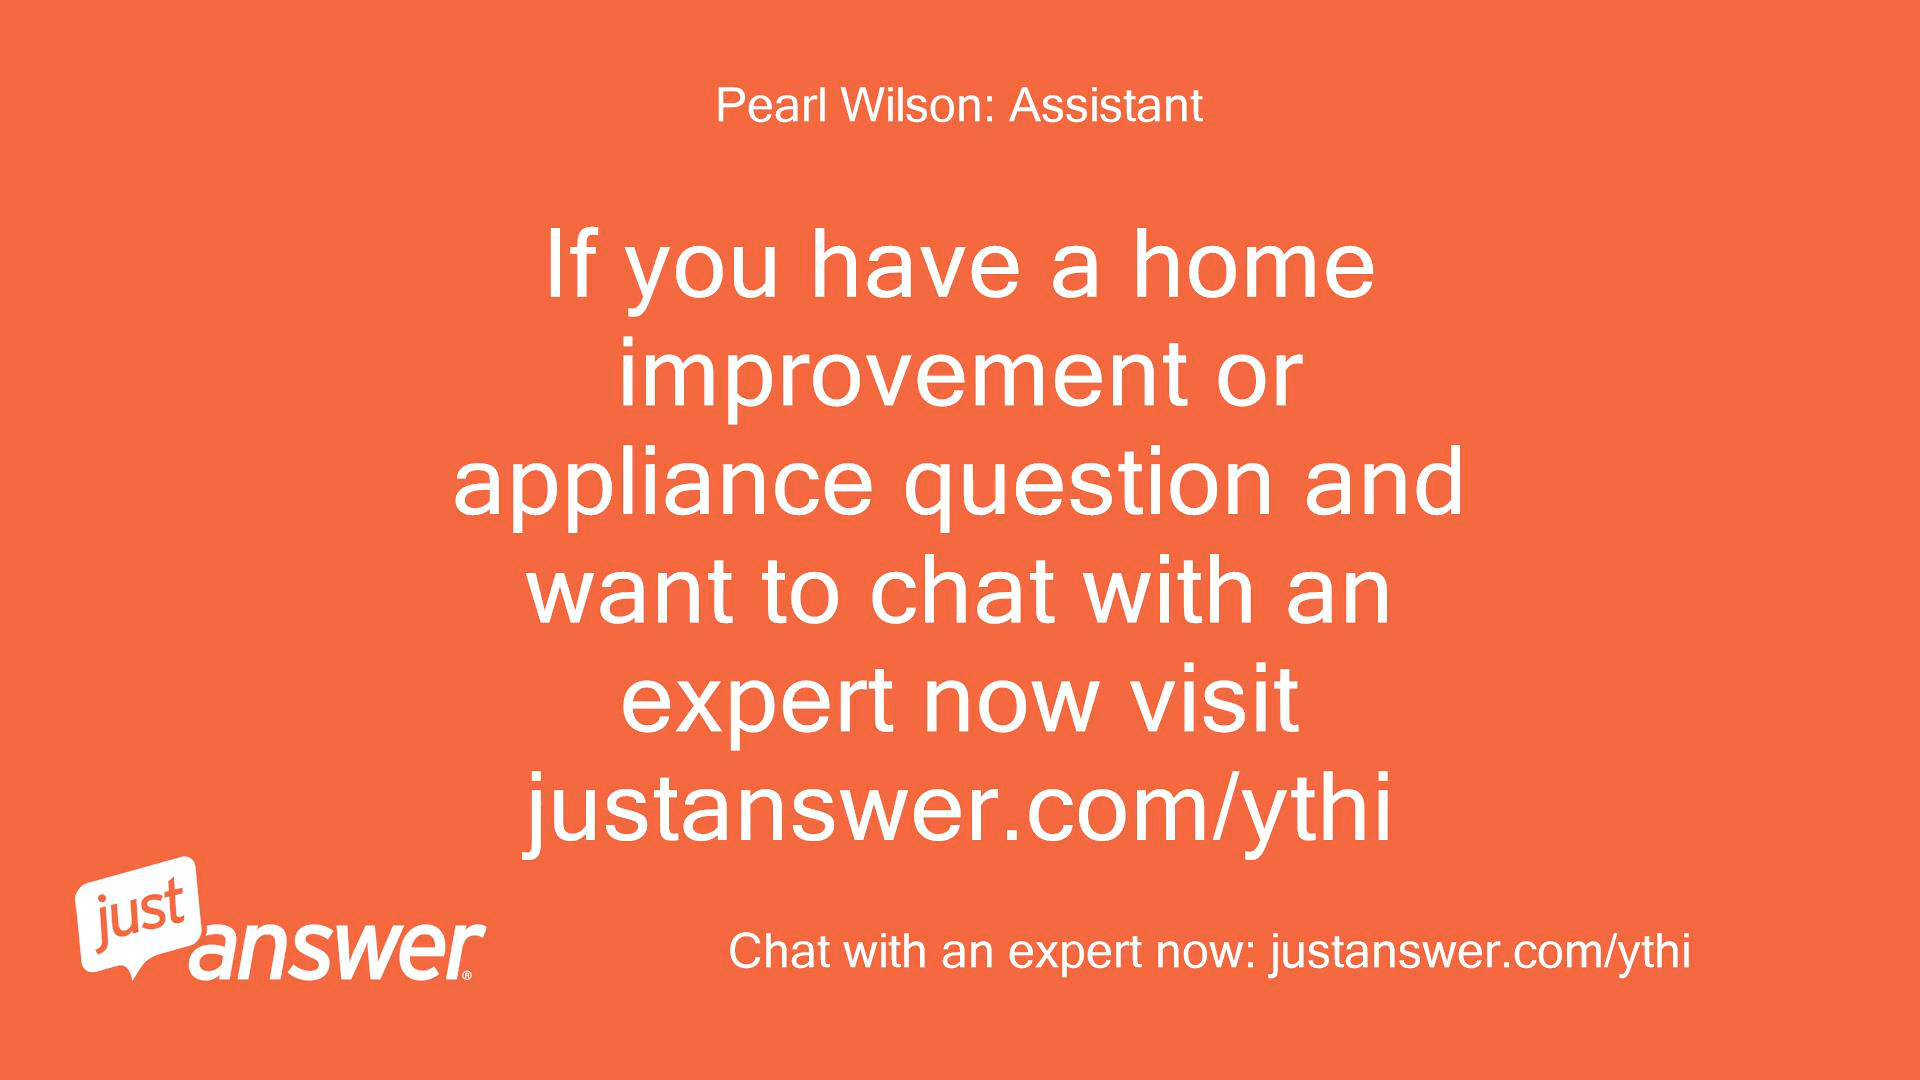 Pearl Wilson: Assistant
If you have a home
improvement or
appliance question and
want to chat with an
expert now visit
justanswer.com/ythi
just
answer®
Chat with an expert now: justanswer.com/ythi